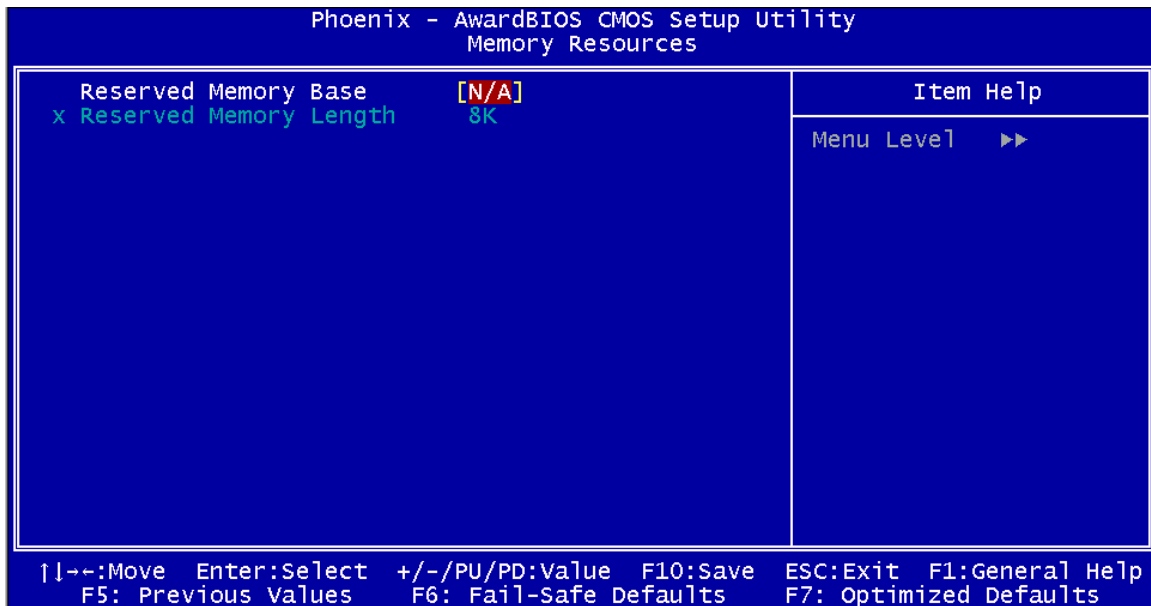 Phoenix - AwardBIOS CMOS Setup Utility
Memory Resources
Reserved Memory Base [N/A]
x Reserved Memory Length 8K
Item Help
Menu Level ▶▶
↑↓→←:Move Enter:Select +/-/PU/PD:Value F10:Save ESC:Exit F1:General Help
F5: Previous Values F6: Fail-Safe Defaults F7: Optimized Defaults